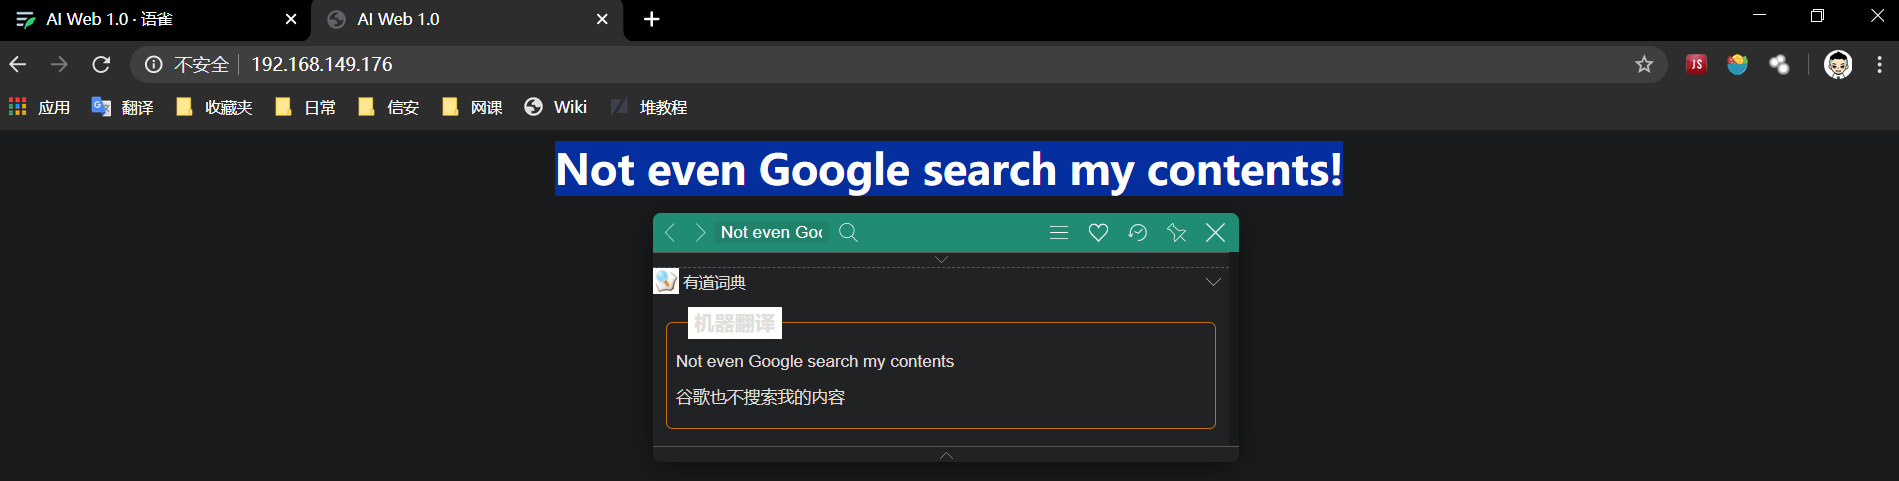 AI Web 1.0 · 语雀
AI Web 1.0
不安全 192.168.149.176
JS
应用 翻译 收藏夹 日常 信安 网课 Wiki 堆教程
Not even Google search my contents!
Not even Goo
有道词典
机器翻译
Not even Google search my contents
谷歌也不搜索我的内容